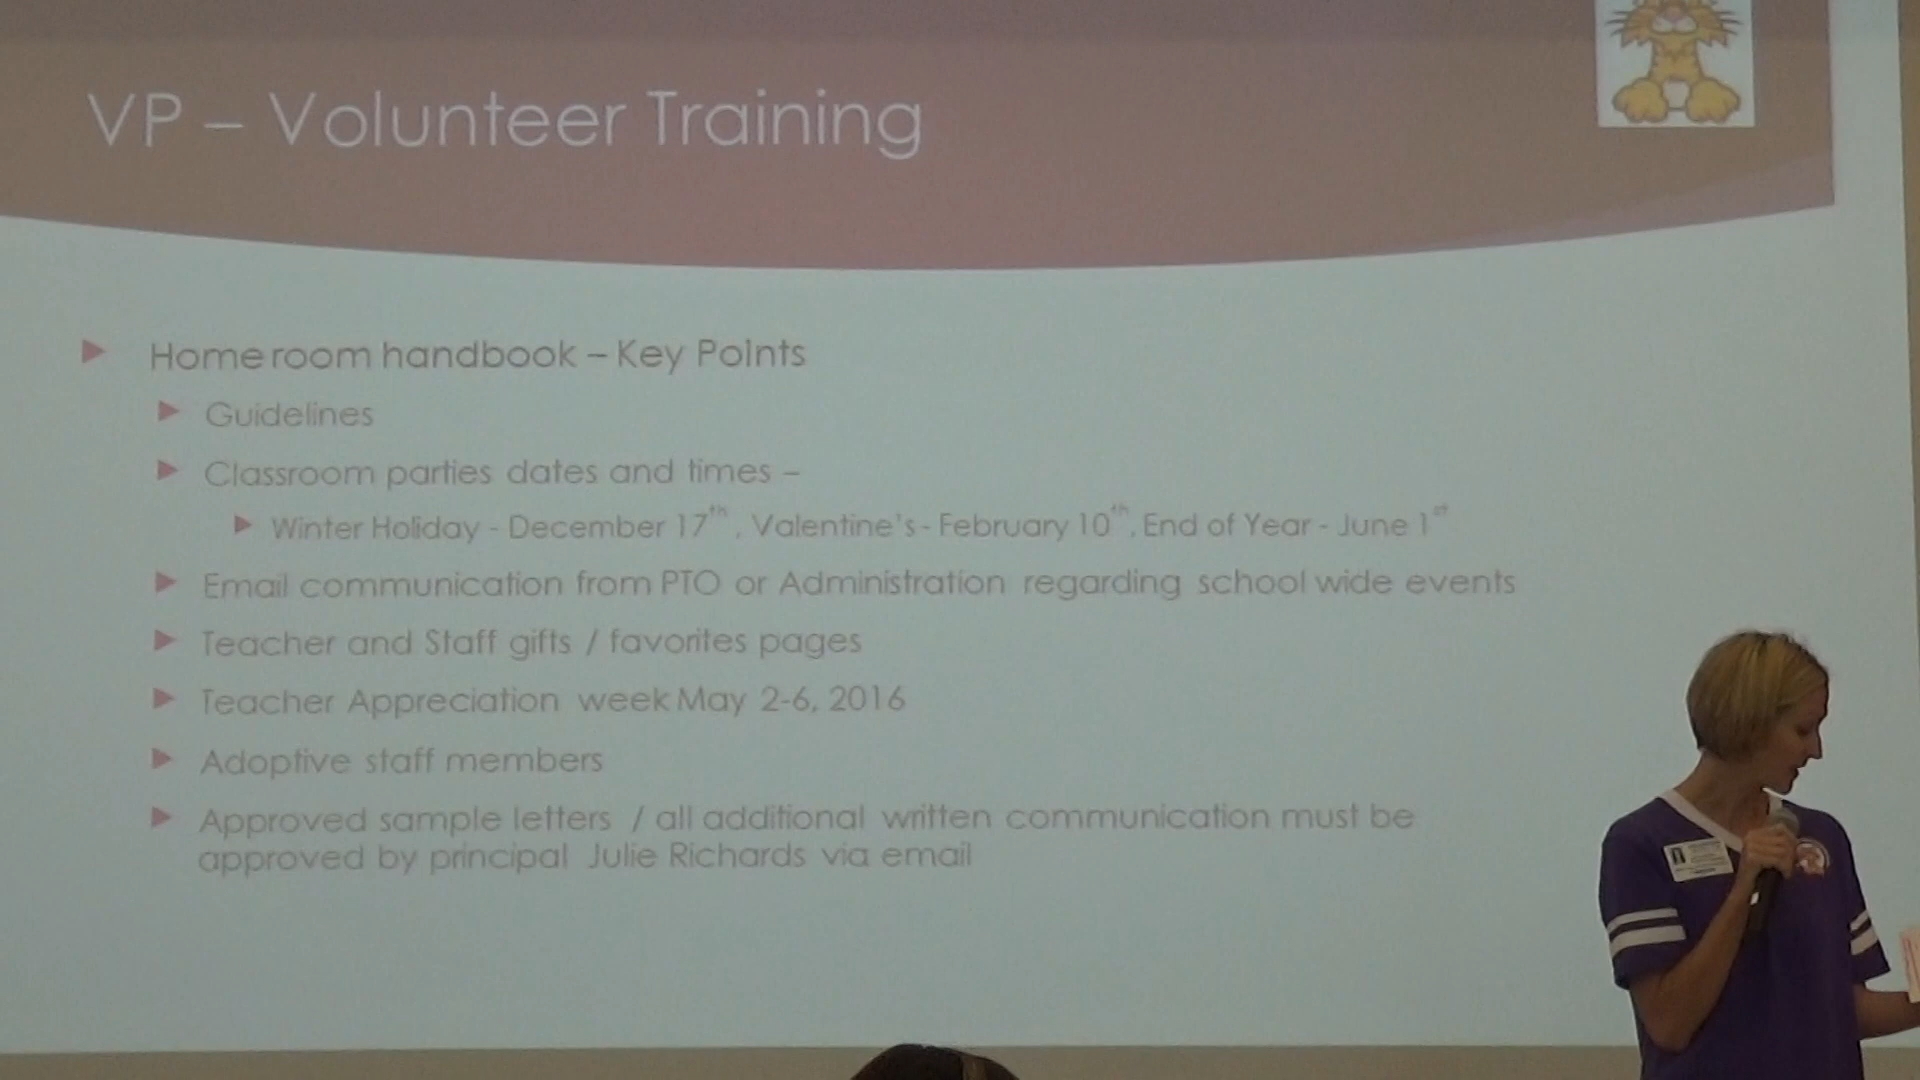 VP – Volunteer Training
Homeroom handbook – Key Points
Guidelines
Classroom parties dates and times –
Winter Holiday - December 17th, Valentine's - February 10th, End of Year - June 1st
Email communication from PTO or Administration regarding school wide events
Teacher and Staff gifts / favorites pages
Teacher Appreciation week May 2-6, 2016
Adoptive staff members
Approved sample letters / all additional written communication must be
approved by principal Julie Richards via email